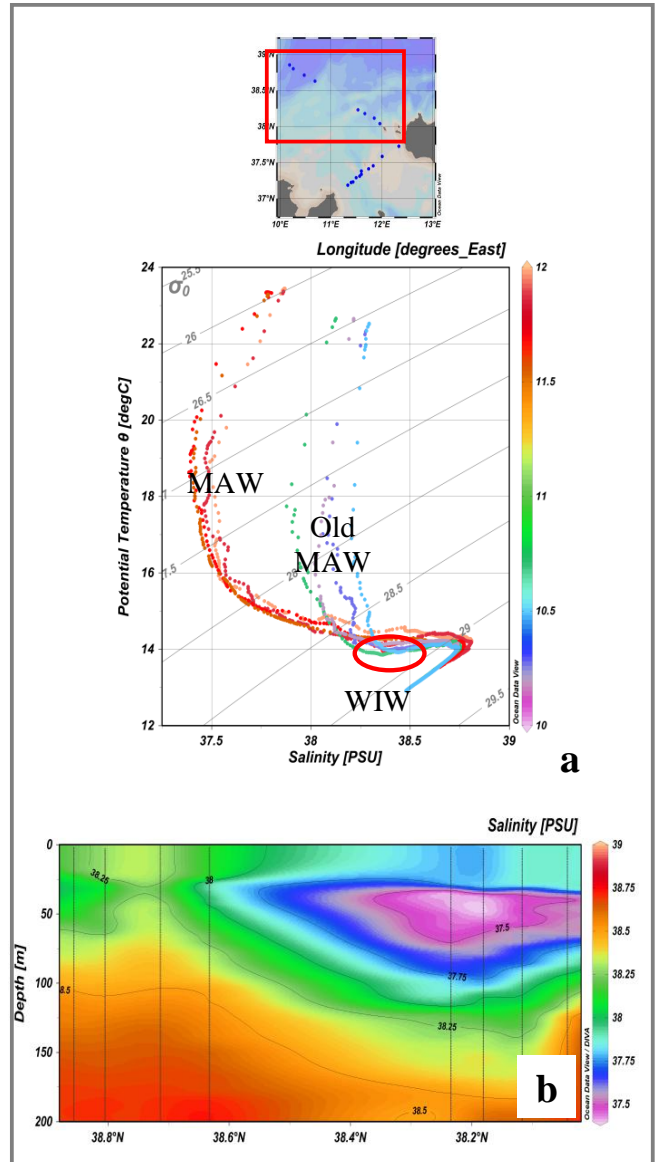 39°N
38.5°N
38°N
37.5°N
37°N
10°E 11°E 12°E 13°E
Ocean Data View
Longitude [degrees_East]
24
22
20
18
16
14
12
Potential Temperature θ [degC]
σ0
25.5
26
26.5
27.5
28
28.5
29
29.5
MAW
Old
MAW
WIW
37.5 38 38.5 39
Salinity [PSU]
Ocean Data View
12
11.5
11
10.5
10
a
Salinity [PSU]
0
50
100
150
200
Depth [m]
38.25
38
37.5
37.75
38.25
38.5
38.5
38.8°N 38.6°N 38.4°N 38.2°N
Ocean Data View / DIVA
39
38.75
38.5
38.25
38
37.75
37.5
b